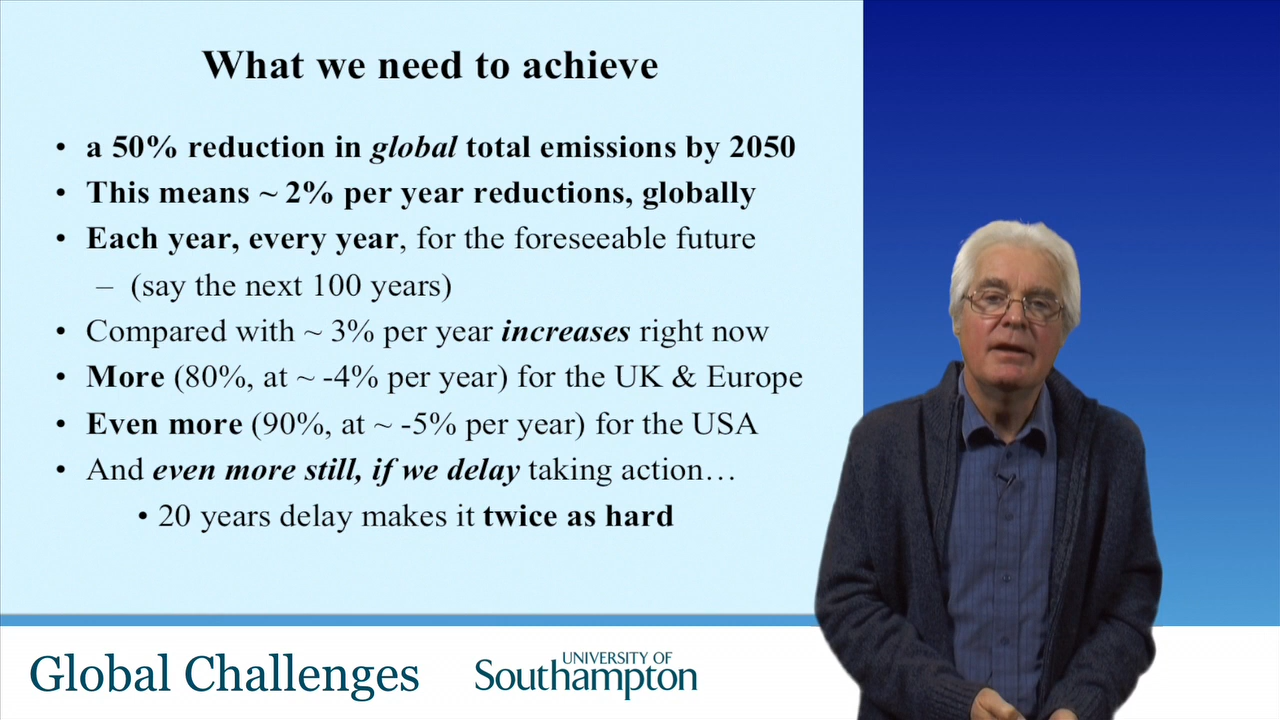 What we need to achieve
• a 50% reduction in global total emissions by 2050
• This means ~ 2% per year reductions, globally
• Each year, every year, for the foreseeable future
– (say the next 100 years)
• Compared with ~ 3% per year increases right now
• More (80%, at ~ -4% per year) for the UK & Europe
• Even more (90%, at ~ -5% per year) for the USA
• And even more still, if we delay taking action…
• 20 years delay makes it twice as hard
Global Challenges
UNIVERSITY OF
Southampton